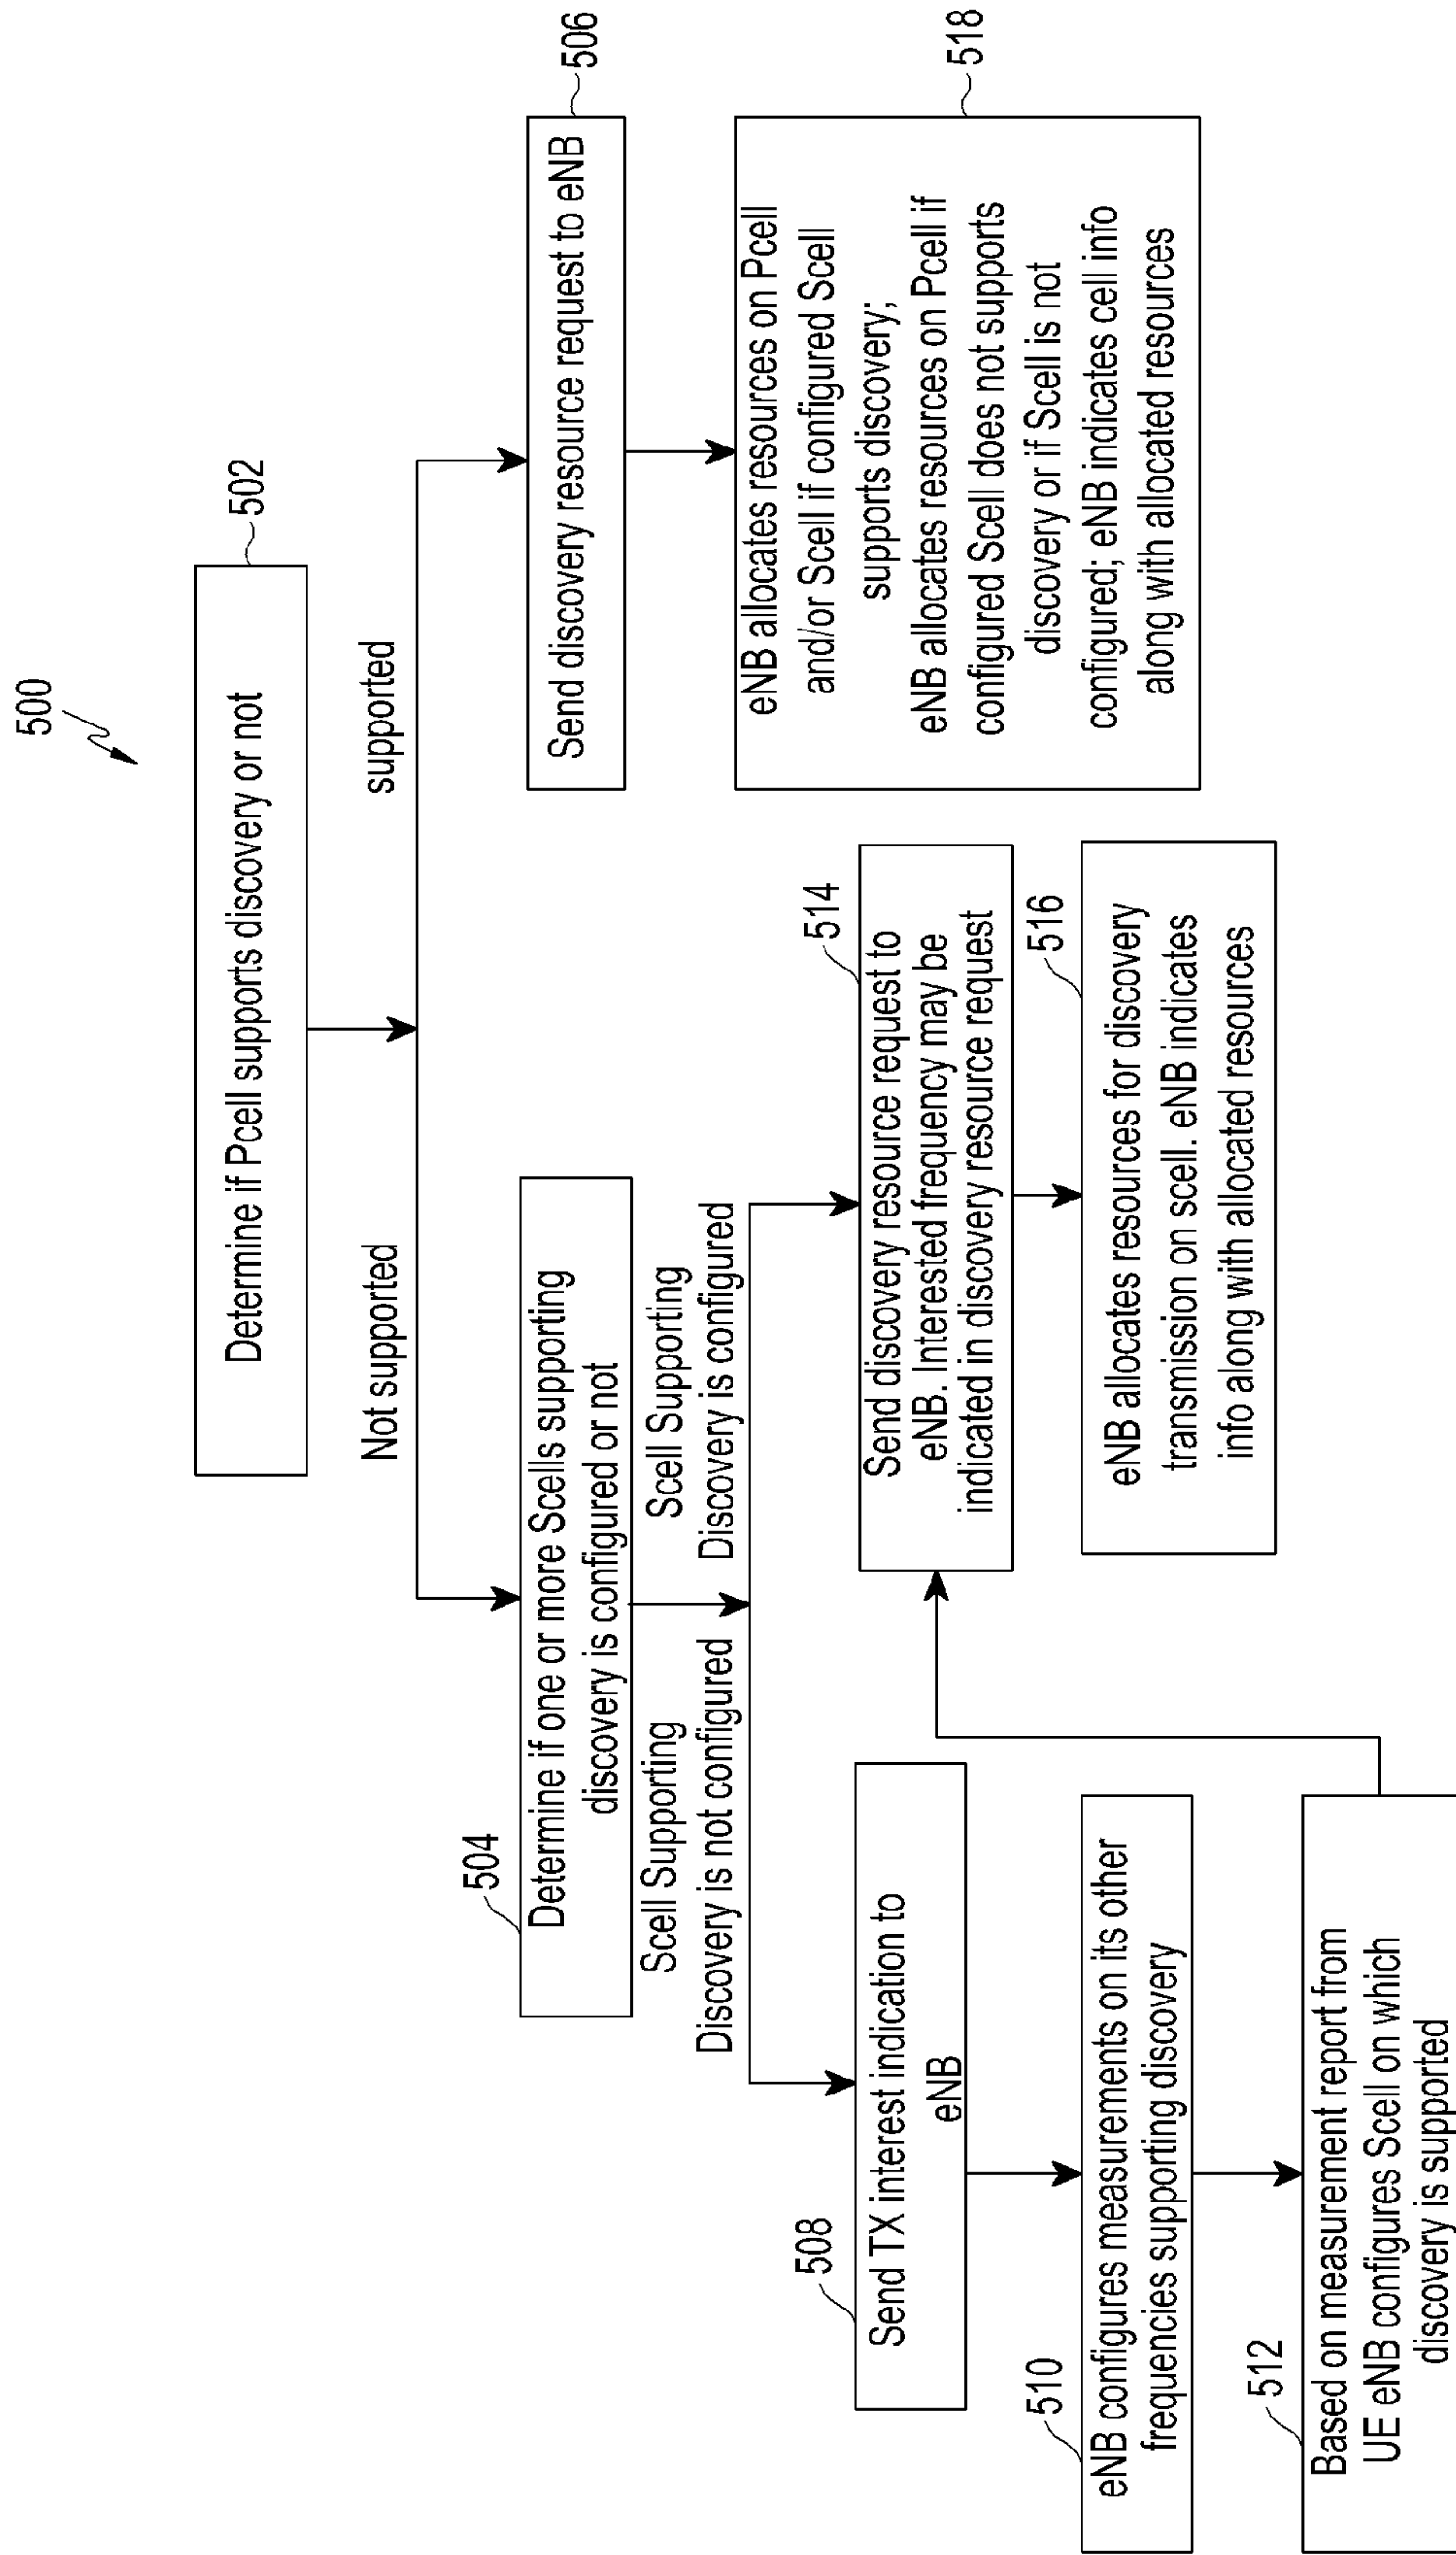 500
502
Determine if Pcell supports discovery or not
Not supported
supported
504
Determine if one or more Scells supporting
discovery is configured or not
506
Send discovery resource request to eNB
Scell Supporting
Discovery is not configured
Scell Supporting
Discovery is configured
508
Send TX interest indication to
eNB
510
eNB configures measurements on its other
frequencies supporting discovery
512
Based on measurement report from
UE eNB configures Scell on which
discovery is supported
514
Send discovery resource request to
eNB. Interested frequency may be
indicated in discovery resource request
516
eNB allocates resources for discovery
transmission on scell. eNB indicates
info along with allocated resources
518
eNB allocates resources on Pcell
and/or Scell if configured Scell
supports discovery;
eNB allocates resources on Pcell if
configured Scell does not supports
discovery or if Scell is not
configured; eNB indicates cell info
along with allocated resources